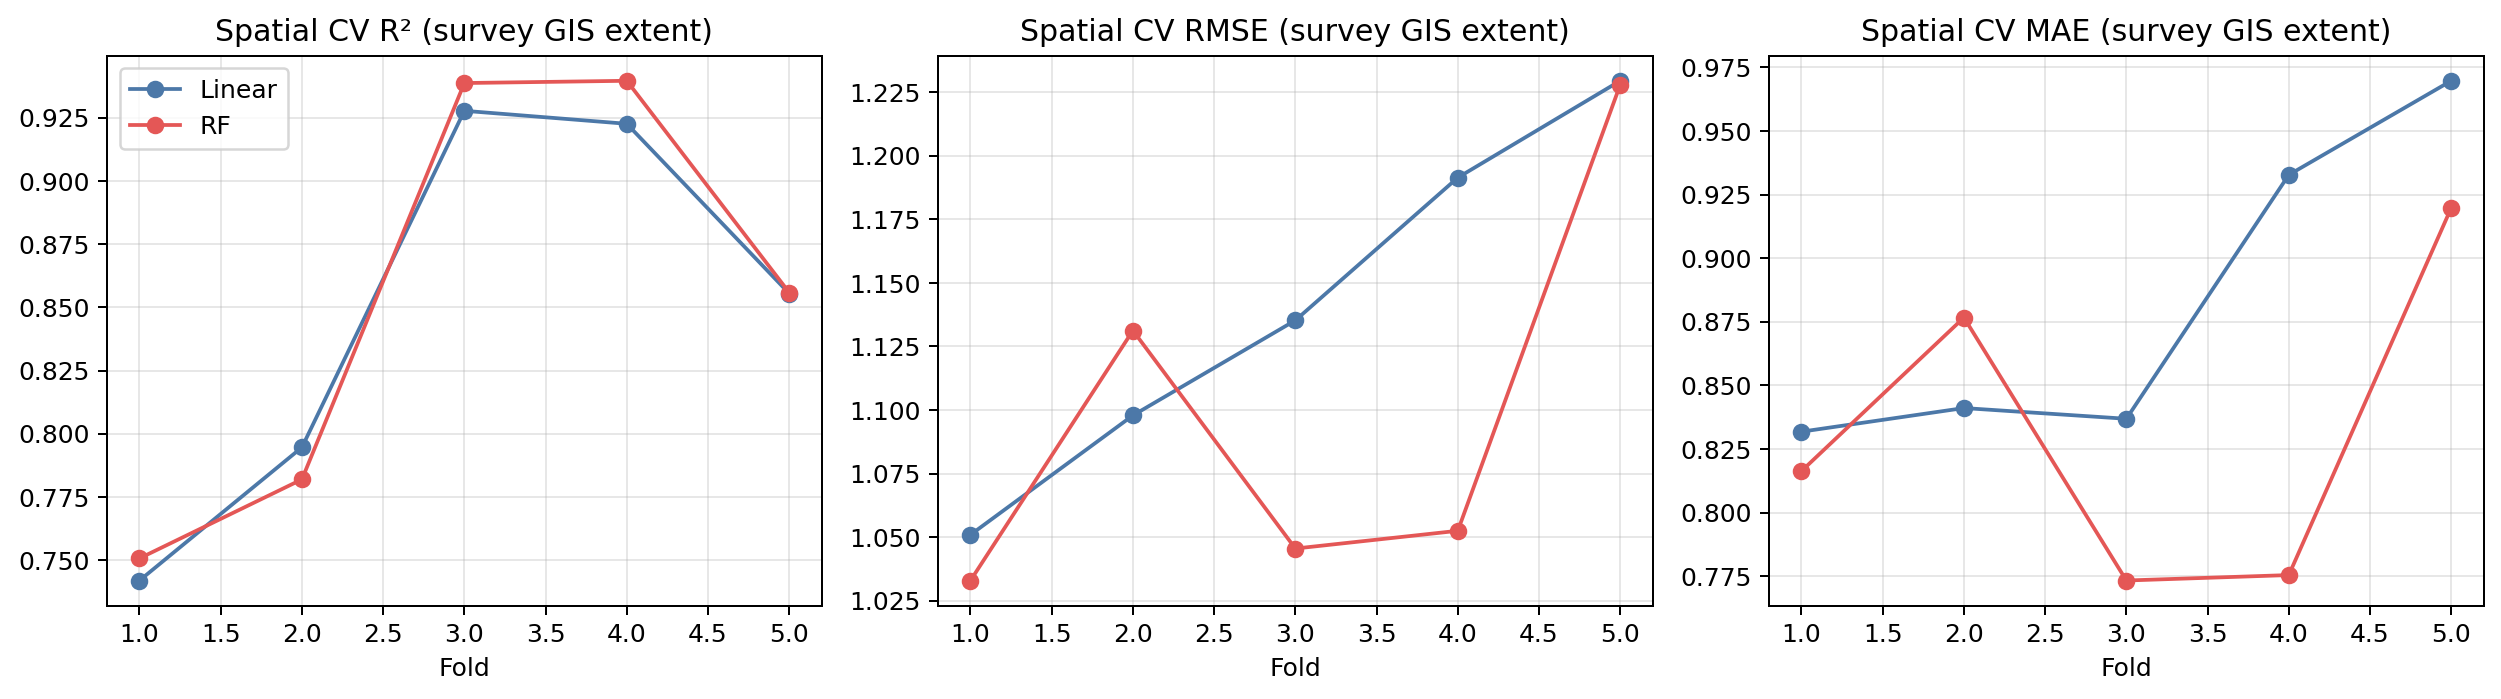 Spatial CV R² (survey GIS extent)
Linear
RF
0.925
0.900
0.875
0.850
0.825
0.800
0.775
0.750
1.0 1.5 2.0 2.5 3.0 3.5 4.0 4.5 5.0
Fold
Spatial CV RMSE (survey GIS extent)
1.225
1.200
1.175
1.150
1.125
1.100
1.075
1.050
1.025
1.0 1.5 2.0 2.5 3.0 3.5 4.0 4.5 5.0
Fold
Spatial CV MAE (survey GIS extent)
0.975
0.950
0.925
0.900
0.875
0.850
0.825
0.800
0.775
1.0 1.5 2.0 2.5 3.0 3.5 4.0 4.5 5.0
Fold